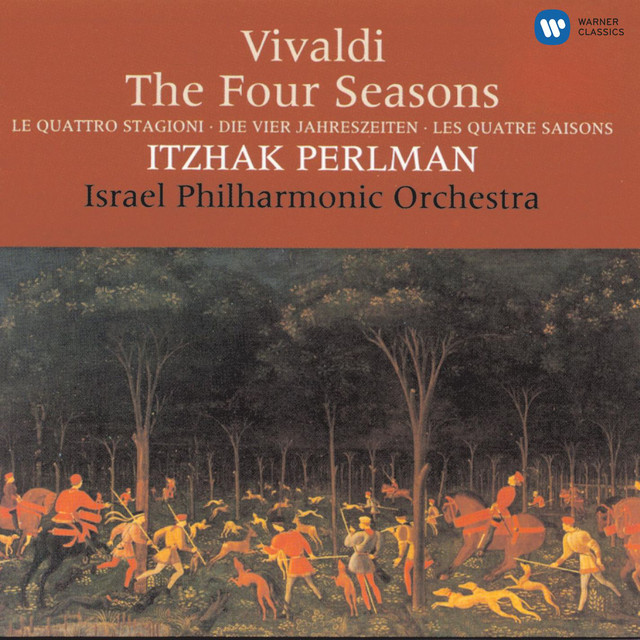 WARNER
CLASSICS
Vivaldi
The Four Seasons
LE QUATTRO STAGIONI · DIE VIER JAHRESZEITEN · LES QUATRE SAISONS
ITZHAK PERLMAN
Israel Philharmonic Orchestra